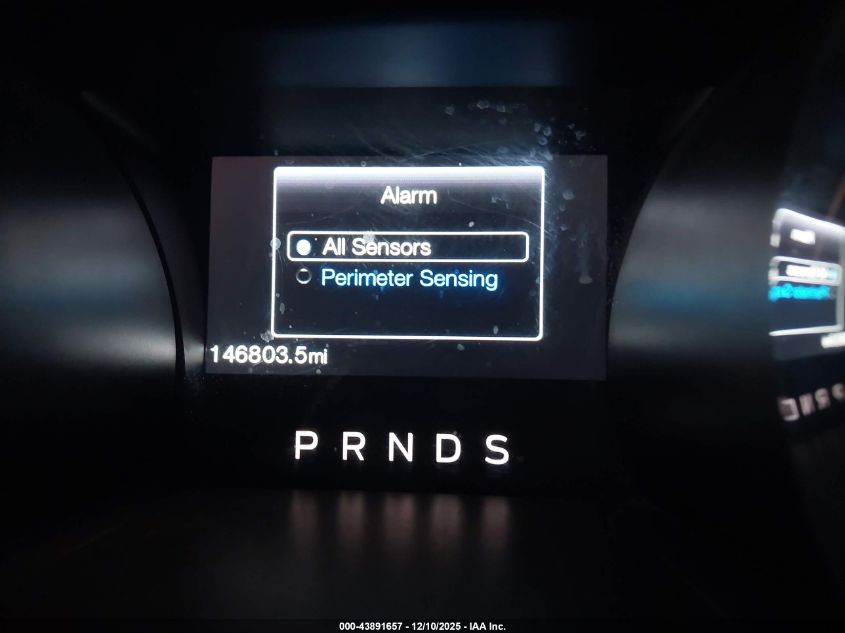 Alarm
All Sensors
Perimeter Sensing
146803.5mi
P R N D S
000-43891657 - 12/10/2025 - IAA Inc.